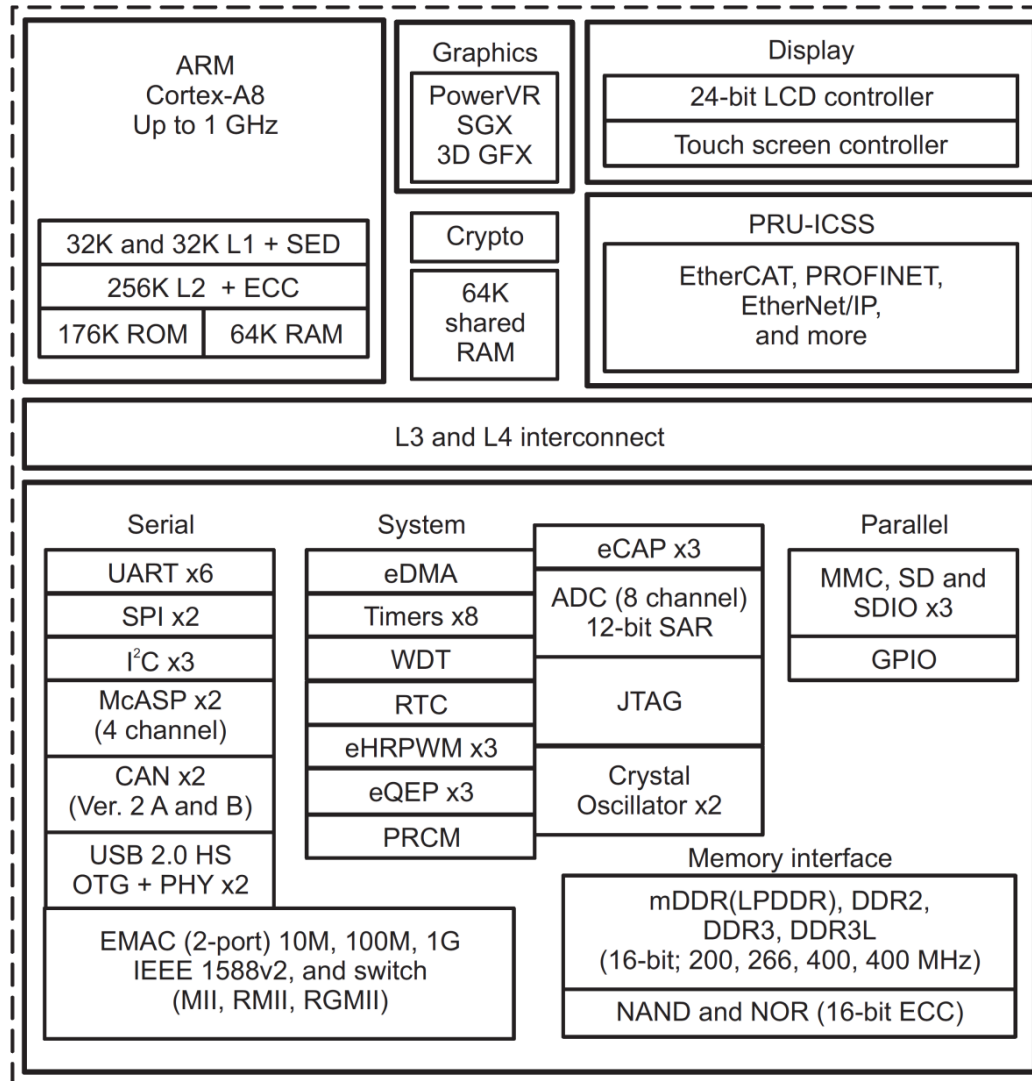 ARM
Cortex-A8
Up to 1 GHz
32K and 32K L1 + SED
256K L2 + ECC
176K ROM
64K RAM
Graphics
PowerVR
SGX
3D GFX
Crypto
64K
shared
RAM
Display
24-bit LCD controller
Touch screen controller
PRU-ICSS
EtherCAT, PROFINET,
EtherNet/IP,
and more
L3 and L4 interconnect
Serial
UART x6
SPI x2
I²C x3
McASP x2
(4 channel)
CAN x2
(Ver. 2 A and B)
USB 2.0 HS
OTG + PHY x2
EMAC (2-port) 10M, 100M, 1G
IEEE 1588v2, and switch
(MII, RMII, RGMII)
System
eDMA
Timers x8
WDT
RTC
eHRPWM x3
eQEP x3
PRCM
eCAP x3
ADC (8 channel)
12-bit SAR
JTAG
Crystal
Oscillator x2
Parallel
MMC, SD and
SDIO x3
GPIO
Memory interface
mDDR(LPDDR), DDR2,
DDR3, DDR3L
(16-bit; 200, 266, 400, 400 MHz)
NAND and NOR (16-bit ECC)